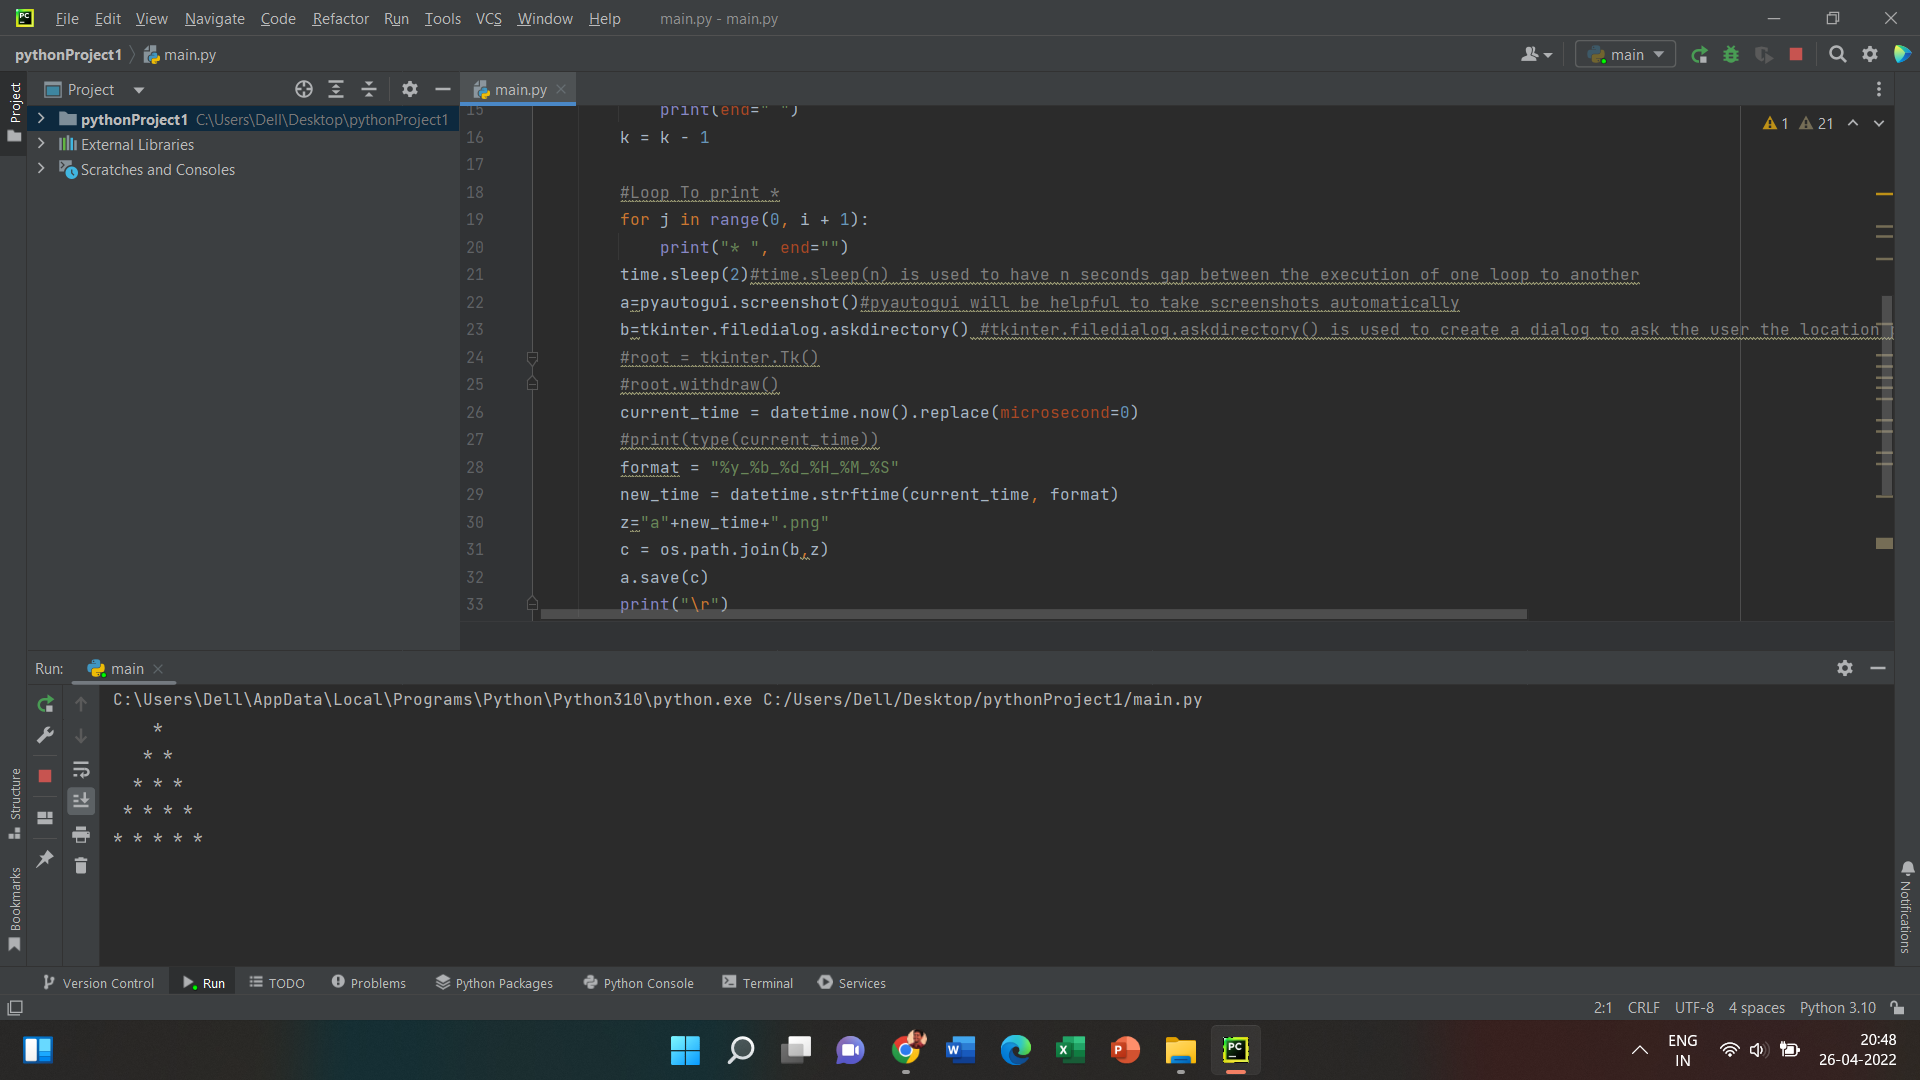 PC File Edit View Navigate Code Refactor Run Tools VCS Window Help main.py - main.py
pythonProject1 main.py main
Project
Project main.py
pythonProject1 C:\Users\Dell\Desktop\pythonProject1
External Libraries
Scratches and Consoles
1 21
15 print(end=" ")
16 k = k - 1
17
18 #Loop To print *
19 for j in range(0, i + 1):
20 print("* ", end="")
21 time.sleep(2)#time.sleep(n) is used to have n seconds gap between the execution of one loop to another
22 a=pyautogui.screenshot()#pyautogui will be helpful to take screenshots automatically
23 b=tkinter.filedialog.askdirectory() #tkinter.filedialog.askdirectory() is used to create a dialog to ask the user the location
24 #root = tkinter.Tk()
25 #root.withdraw()
26 current_time = datetime.now().replace(microsecond=0)
27 #print(type(current_time))
28 format = "%y_%b_%d_%H_%M_%S"
29 new_time = datetime.strftime(current_time, format)
30 z="a"+new_time+".png"
31 c = os.path.join(b,z)
32 a.save(c)
33 print("\r")
Run: main
C:\Users\Dell\AppData\Local\Programs\Python\Python310\python.exe C:/Users/Dell/Desktop/pythonProject1/main.py
*
* *
* * *
* * * *
* * * * *
Structure
Bookmarks
Notifications
Version Control Run TODO Problems Python Packages Python Console Terminal Services
2:1 CRLF UTF-8 4 spaces Python 3.10
W X P PC
ENG
IN
20:48
26-04-2022